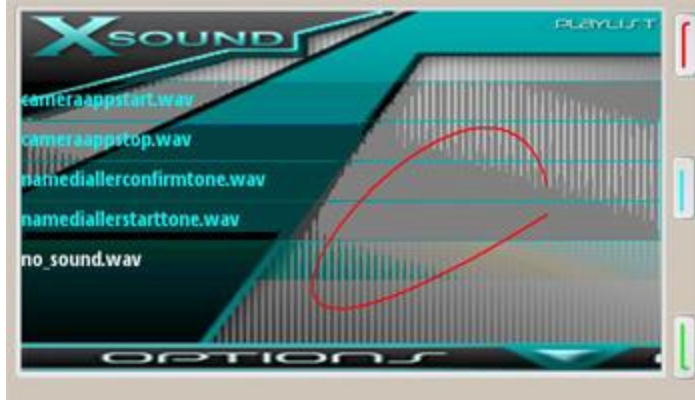 XSOUND
PLAYLIST
cameraappstart.wav
cameraappstop.wav
namediallerconfirmtone.wav
namediallerstarttone.wav
no_sound.wav
OPTIONS